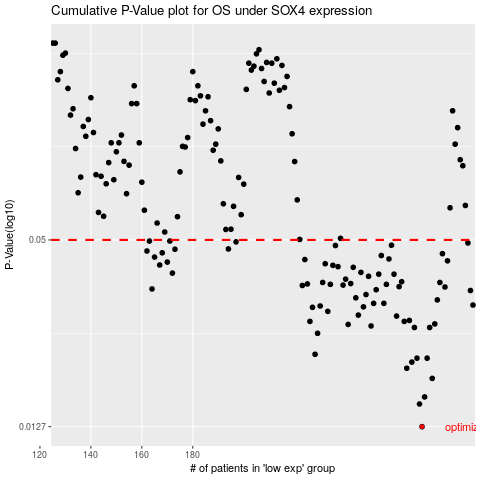 Cumulative P-Value plot for OS under SOX4 expression
P-Value(log10)
0.05
0.0127
optimiz
120 140 160 180
# of patients in 'low exp' group